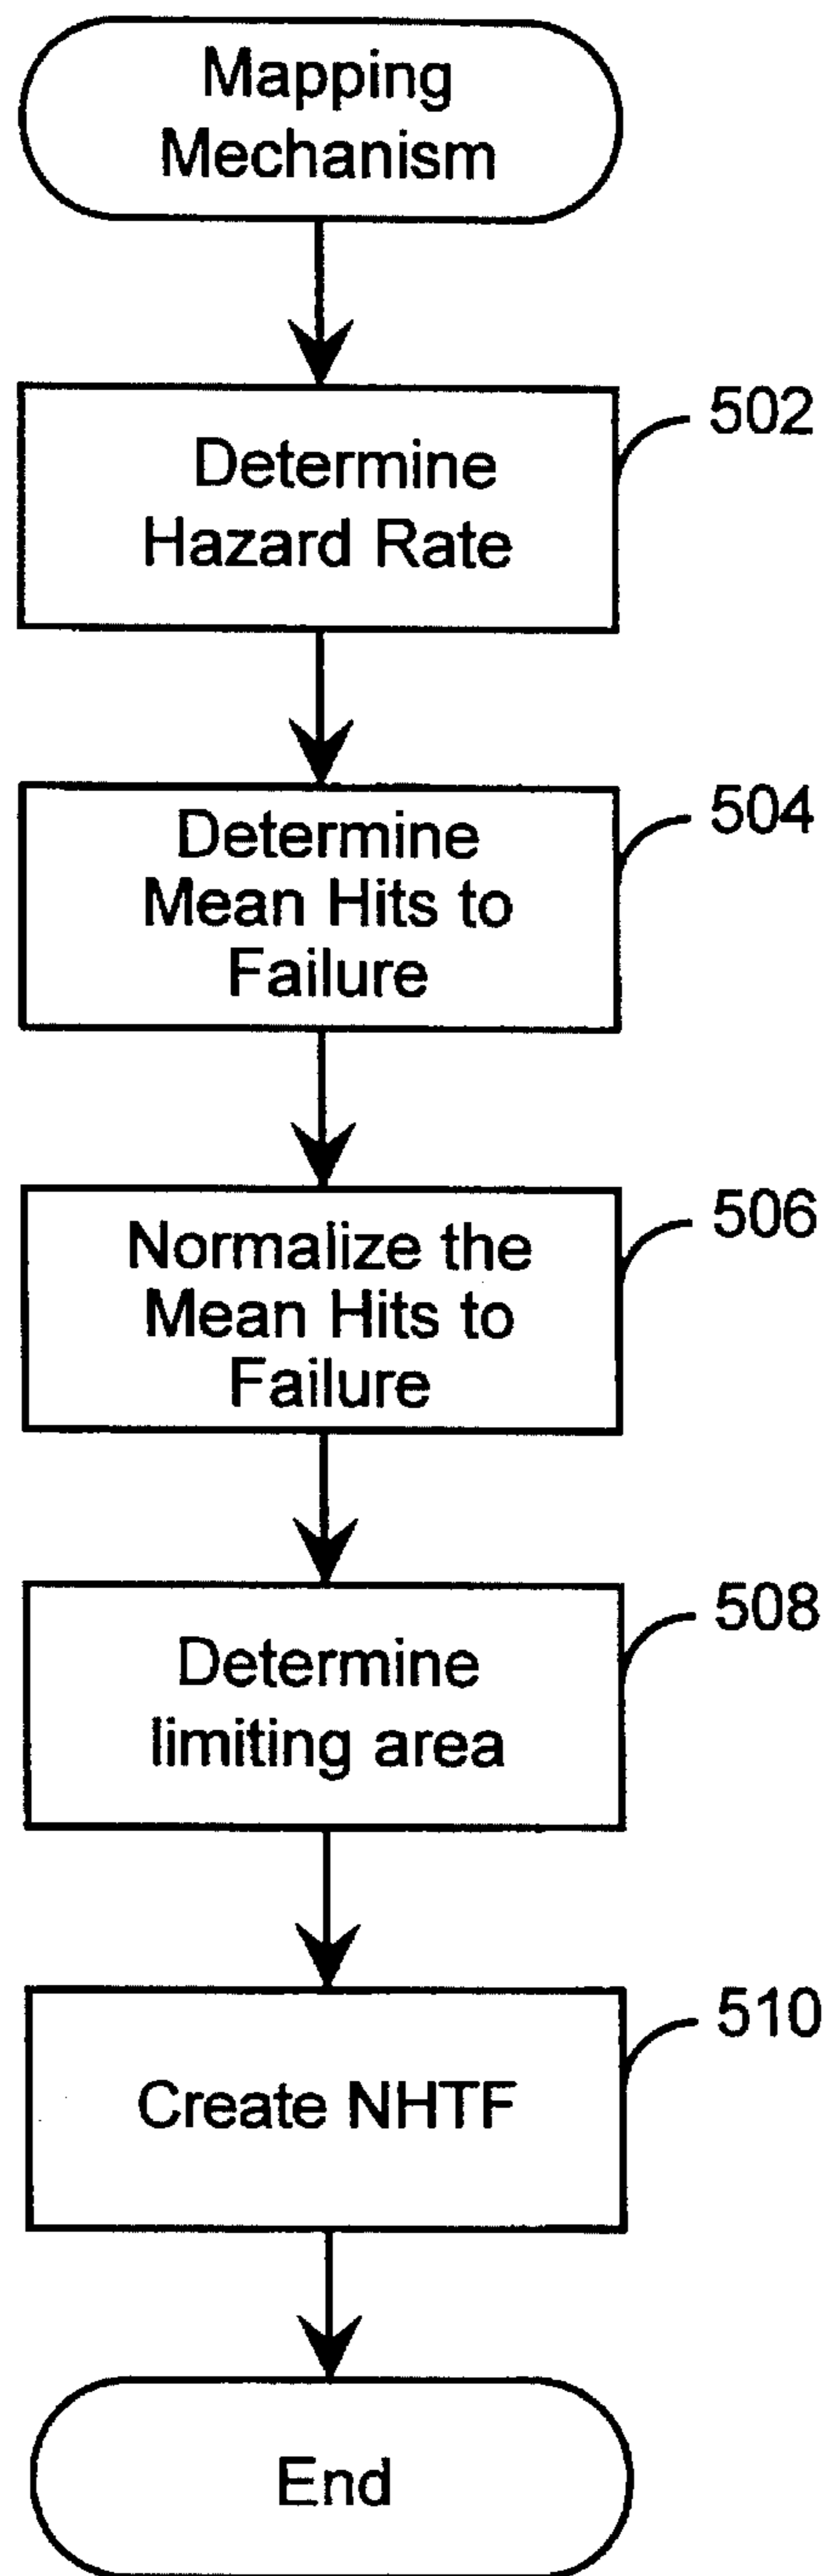 Mapping
Mechanism
502
Determine
Hazard Rate
504
Determine
Mean Hits to
Failure
506
Normalize the
Mean Hits to
Failure
508
Determine
limiting area
510
Create NHTF
End